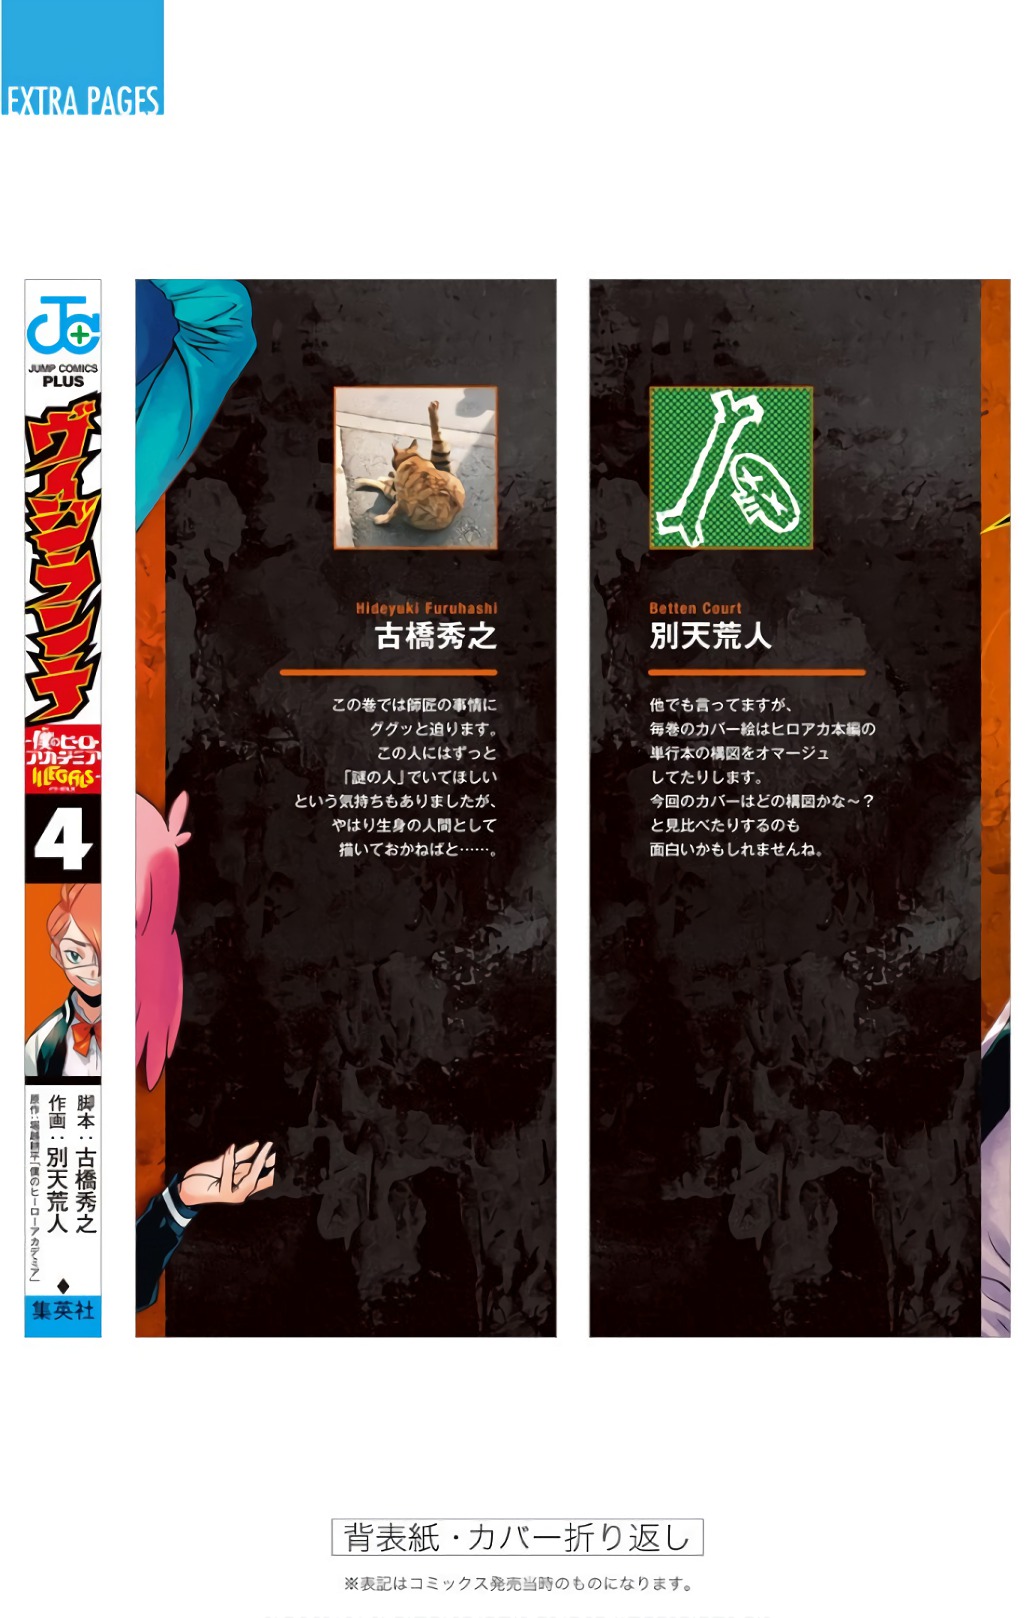 EXTRA PAGES
JUMP COMICS
PLUS
ヴィジランテ
-僕のヒーロー
アカデミア
ILLEGALS-
4
脚本：古橋秀之
作画：別天荒人
原作：堀越耕平「僕のヒーローアカデミア」
集英社
Hideyuki Furuhashi
古橋秀之
この巻では師匠の事情に
ググッと迫ります。
この人にはずっと
「謎の人」でいてほしい
という気持ちもありましたが、
やはり生身の人間として
描いておかねばと……。
Betten Court
別天荒人
他でも言ってますが、
毎巻のカバー絵はヒロアカ本編の
単行本の構図をオマージュ
してたりします。
今回のカバーはどの構図かな～？
と見比べたりするのも
面白いかもしれませんね。
背表紙・カバー折り返し
※表記はコミックス発売当時のものになります。